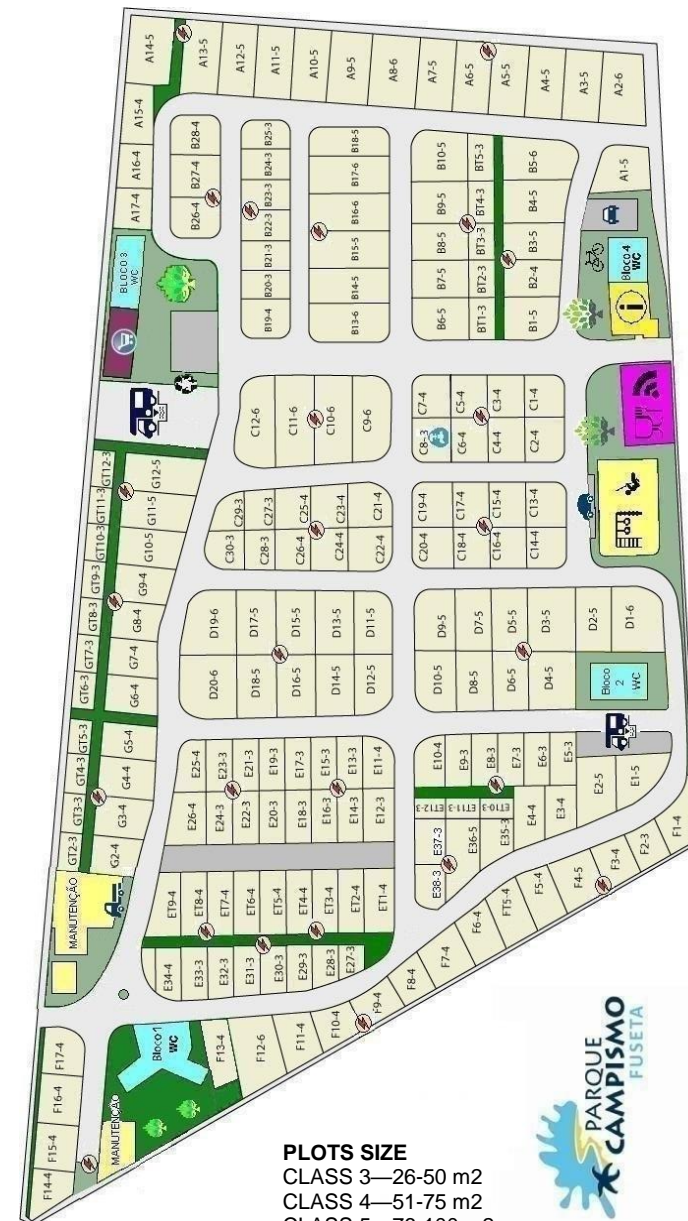 A14-5
A13-5
A12-5
A11-5
A10-5
A9-5
A8-6
A7-5
A6-5
A5-5
A4-5
A3-5
A2-6
A15-4
A16-4
A17-4
A1-5
B28-4
B27-4
B26-4
B25-3
B24-3
B23-3
B22-3
B21-3
B20-3
B19-4
B18-5
B17-6
B16-6
B15-5
B14-5
B13-6
B10-5
B9-5
B8-5
B7-5
B6-5
BT5-3
BT4-3
BT3-3
BT2-3
BT1-3
B5-6
B4-5
B3-5
B2-4
B1-5
BLOCO 3
WC
Bloco 4
WC
C12-6
C11-6
C10-6
C9-6
C7-4
C5-4
C3-4
C1-4
C8-3
C6-4
C4-4
C2-4
C29-3
C27-3
C25-4
C23-4
C21-4
C30-3
C28-3
C26-4
C24-4
C22-4
C19-4
C17-4
C15-4
C13-4
C20-4
C18-4
C16-4
C14-4
GT12-3
GT11-3
GT10-3
GT9-3
GT8-3
GT7-3
GT6-3
GT5-3
GT4-3
GT3-3
GT2-3
G12-5
G11-5
G10-5
G9-4
G8-4
G7-4
G6-4
G5-4
G4-4
G3-4
G2-4
D19-6
D17-5
D15-5
D13-5
D11-5
D20-6
D18-5
D16-5
D14-5
D12-5
D9-5
D7-5
D5-5
D3-5
D2-5
D1-6
D10-5
D8-5
D6-5
D4-5
Bloco
2
WC
E25-4
E23-3
E21-3
E19-3
E17-3
E15-3
E13-3
E11-4
E26-4
E24-3
E22-3
E20-3
E18-3
E16-3
E14-3
E12-3
E10-4
E9-3
E8-3
E7-3
E6-3
E5-3
E2-5
E1-5
ET12-3
ET11-3
ET10-3
E4-4
E3-4
E37-3
E36-5
E35-3
E38-3
ET9-4
ET8-4
ET7-4
ET6-4
ET5-4
ET4-4
ET3-4
ET2-4
ET1-4
E34-4
E33-3
E32-3
E31-3
E30-3
E29-3
E28-3
E27-3
MANUTENÇÃO
F1-4
F2-3
F3-4
F4-5
F5-4
FT5-4
F6-4
F7-4
F8-4
F9-4
F10-4
F11-4
F12-6
F13-4
Bloco 1
WC
F17-4
F16-4
F15-4
F14-4
MANUTENÇÃO
PARQUE
CAMPISMO
FUSETA
PLOTS SIZE
CLASS 3—26-50 m2
CLASS 4—51-75 m2